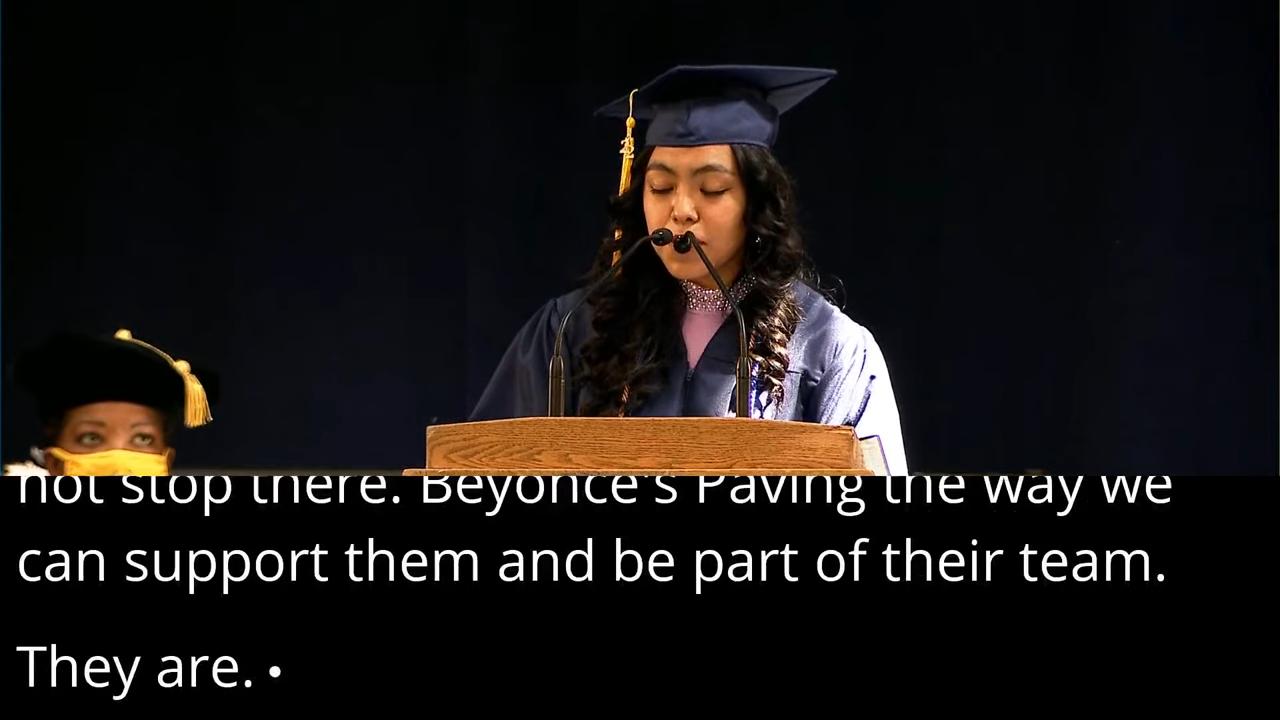 not stop there. Beyonce's Paving the way we
can support them and be part of their team.
They are. •